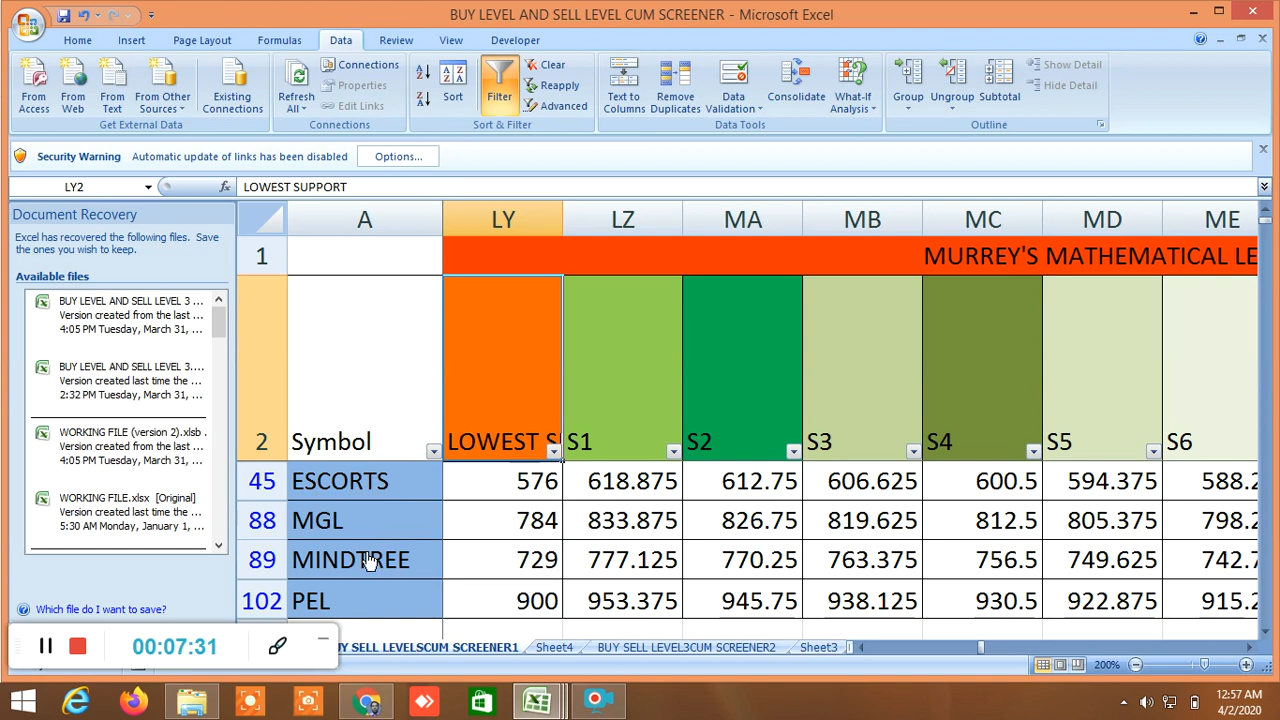 BUY LEVEL AND SELL LEVEL CUM SCREENER - Microsoft Excel
Home Insert Page Layout Formulas Data Review View Developer
From Access
From Web
From Text
From Other Sources
Existing Connections
Get External Data
Refresh All
Connections
Properties
Edit Links
Connections
Sort
Filter
Clear
Reapply
Advanced
Sort & Filter
Text to Columns
Remove Duplicates
Data Validation
Consolidate
What-If Analysis
Data Tools
Group
Ungroup
Subtotal
Show Detail
Hide Detail
Outline
Security Warning Automatic update of links has been disabled Options...
LY2 fx LOWEST SUPPORT
Document Recovery
Excel has recovered the following files. Save
the ones you wish to keep.
Available files
BUY LEVEL AND SELL LEVEL 3 ...
Version created from the last ...
4:05 PM Tuesday, March 31, ...
BUY LEVEL AND SELL LEVEL 3....
Version created last time the ...
2:32 PM Tuesday, March 31, ...
WORKING FILE (version 2).xlsb .
Version created from the last ...
4:05 PM Tuesday, March 31, ...
WORKING FILE.xlsx [Original]
Version created last time the ...
5:30 AM Monday, January 1, ...
Which file do I want to save?
A LY LZ MA MB MC MD ME
1 MURREY'S MATHEMATICAL LE
2 Symbol LOWEST S S1 S2 S3 S4 S5 S6
45 ESCORTS 576 618.875 612.75 606.625 600.5 594.375 588.2
88 MGL 784 833.875 826.75 819.625 812.5 805.375 798.2
89 MINDTREE 729 777.125 770.25 763.375 756.5 749.625 742.7
102 PEL 900 953.375 945.75 938.125 930.5 922.875 915.2
00:07:31
UY SELL LEVELSCUM SCREENER1 Sheet4 BUY SELL LEVEL3CUM SCREENER2 Sheet3
200%
12:57 AM
4/2/2020